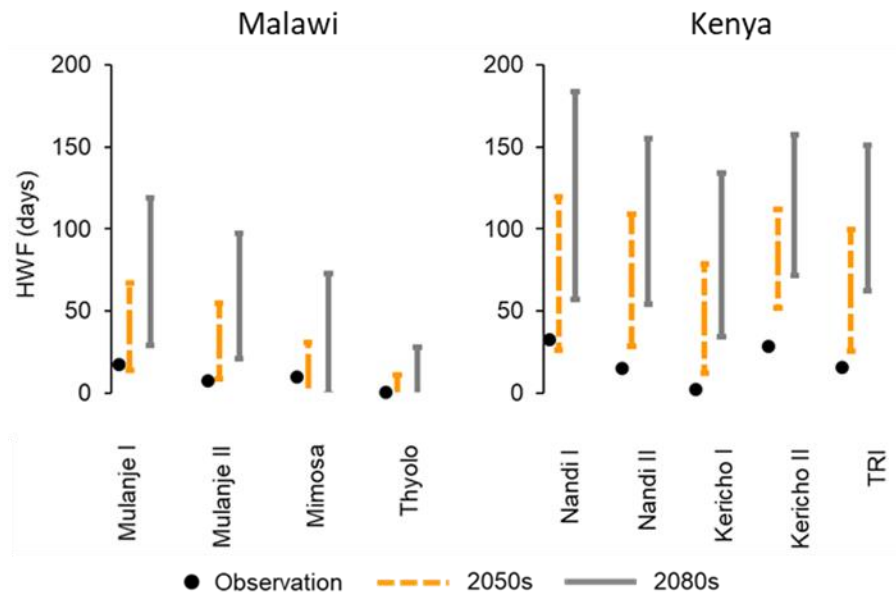 Malawi
Kenya
200
150
100
50
0
HWF (days)
200
150
100
50
0
Mulanje I
Mulanje II
Mimosa
Thyolo
Nandi I
Nandi II
Kericho I
Kericho II
TRI
Observation 2050s 2080s